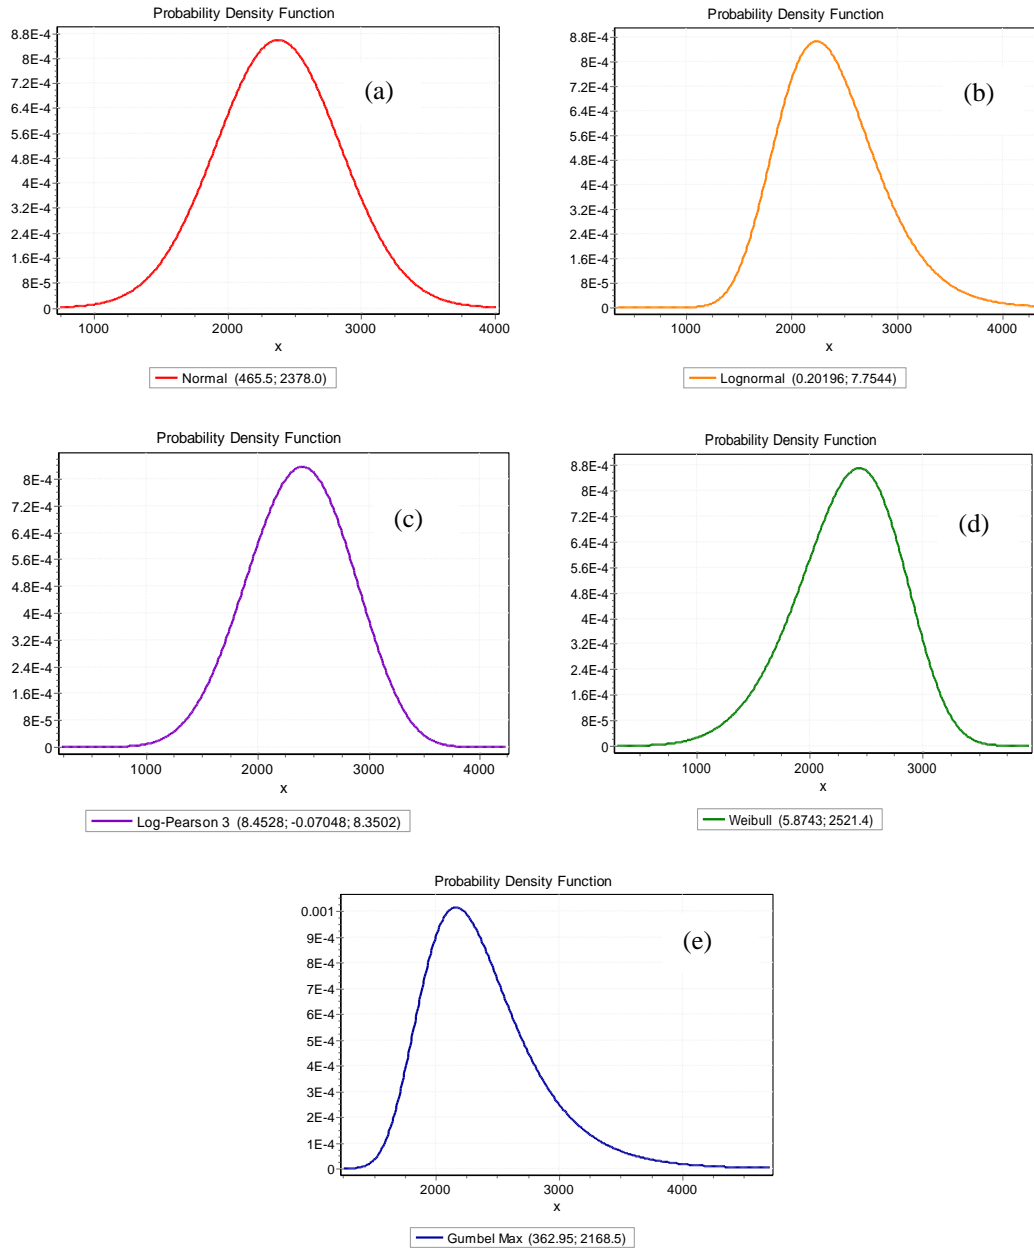 Probability Density Function
8.8E-4
8E-4
7.2E-4
6.4E-4
5.6E-4
4.8E-4
4E-4
3.2E-4
2.4E-4
1.6E-4
8E-5
0
(a)
1000 2000 3000 4000
x
Normal (465.5; 2378.0)
Probability Density Function
8.8E-4
8E-4
7.2E-4
6.4E-4
5.6E-4
4.8E-4
4E-4
3.2E-4
2.4E-4
1.6E-4
8E-5
0
(b)
1000 2000 3000 4000
x
Lognormal (0.20196; 7.7544)
Probability Density Function
8E-4
7.2E-4
6.4E-4
5.6E-4
4.8E-4
4E-4
3.2E-4
2.4E-4
1.6E-4
8E-5
0
(c)
1000 2000 3000 4000
x
Log-Pearson 3 (8.4528; -0.07048; 8.3502)
Probability Density Function
8.8E-4
8E-4
7.2E-4
6.4E-4
5.6E-4
4.8E-4
4E-4
3.2E-4
2.4E-4
1.6E-4
8E-5
0
(d)
1000 2000 3000
x
Weibull (5.8743; 2521.4)
Probability Density Function
0.001
9E-4
8E-4
7E-4
6E-4
5E-4
4E-4
3E-4
2E-4
1E-4
0
(e)
2000 3000 4000
x
Gumbel Max (362.95; 2168.5)